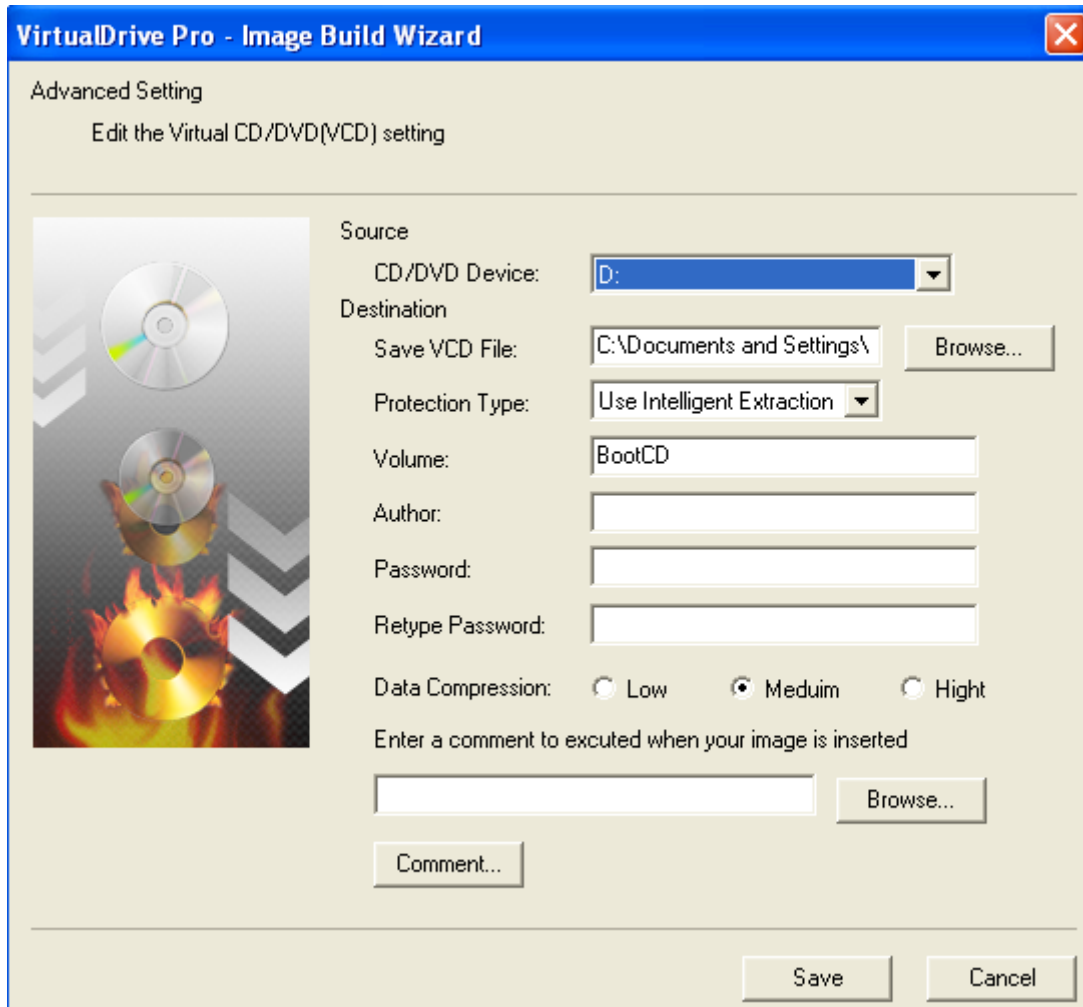 VirtualDrive Pro - Image Build Wizard
Advanced Setting
Edit the Virtual CD/DVD(VCD) setting
Source
CD/DVD Device: D:
Destination
Save VCD File: C:\Documents and Settings\ Browse...
Protection Type: Use Intelligent Extraction
Volume: BootCD
Author:
Password:
Retype Password:
Data Compression: Low Meduim Hight
Enter a comment to excuted when your image is inserted
Browse...
Comment...
Save Cancel